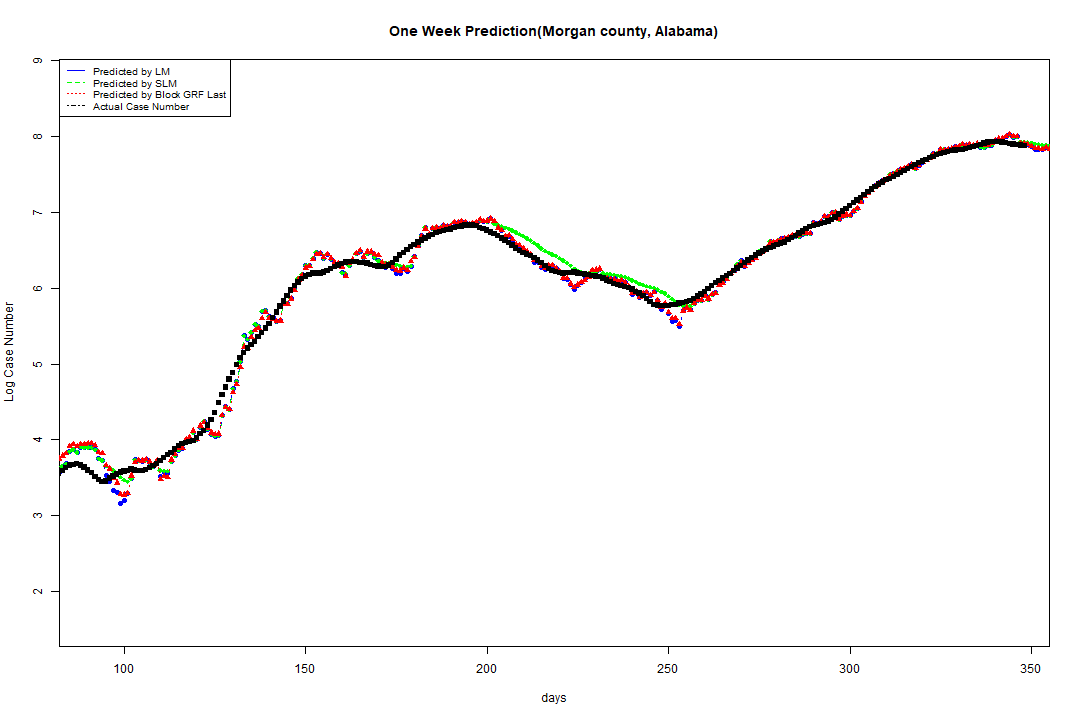 One Week Prediction(Morgan county, Alabama)
Predicted by LM
Predicted by SLM
Predicted by Block GRF Last
Actual Case Number
9
8
7
6
5
4
3
2
Log Case Number
100 150 200 250 300 350
days